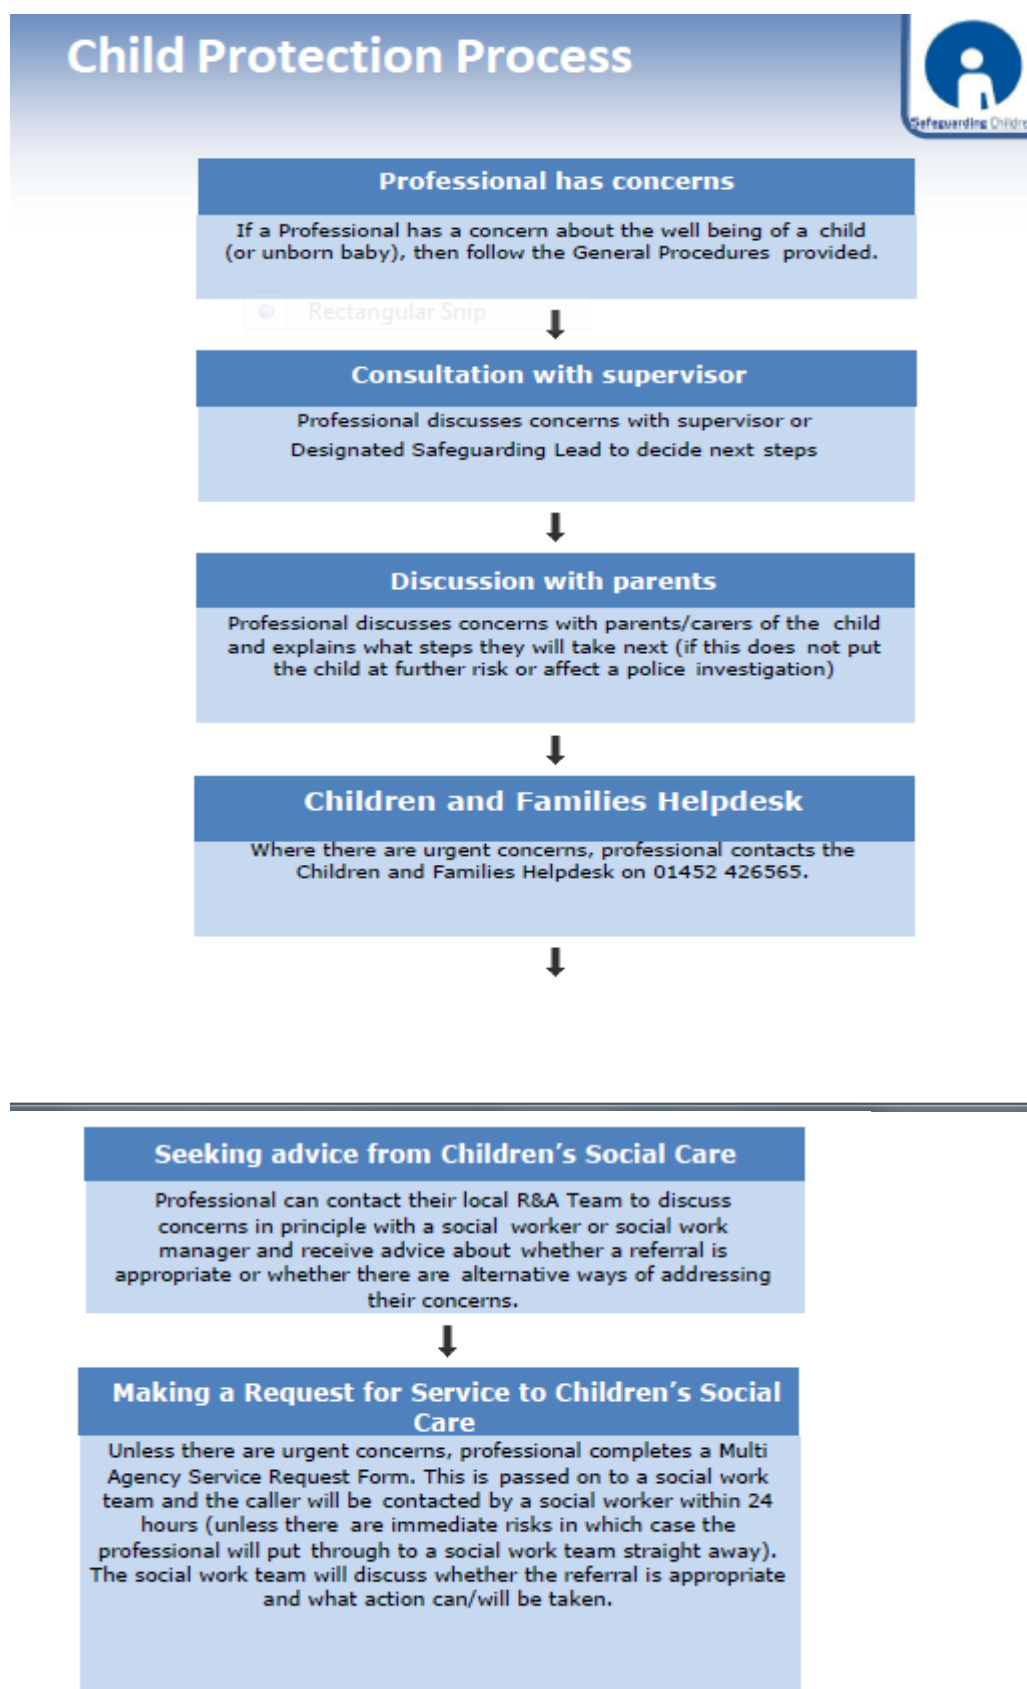 Child Protection Process
Safeguarding Childre
Professional has concerns
If a Professional has a concern about the well being of a child
(or unborn baby), then follow the General Procedures provided.
Rectangular Snip
Consultation with supervisor
Professional discusses concerns with supervisor or
Designated Safeguarding Lead to decide next steps
Discussion with parents
Professional discusses concerns with parents/carers of the child
and explains what steps they will take next (if this does not put
the child at further risk or affect a police investigation)
Children and Families Helpdesk
Where there are urgent concerns, professional contacts the
Children and Families Helpdesk on 01452 426565.
Seeking advice from Children’s Social Care
Professional can contact their local R&A Team to discuss
concerns in principle with a social worker or social work
manager and receive advice about whether a referral is
appropriate or whether there are alternative ways of addressing
their concerns.
Making a Request for Service to Children’s Social
Care
Unless there are urgent concerns, professional completes a Multi
Agency Service Request Form. This is passed on to a social work
team and the caller will be contacted by a social worker within 24
hours (unless there are immediate risks in which case the
professional will put through to a social work team straight away).
The social work team will discuss whether the referral is appropriate
and what action can/will be taken.